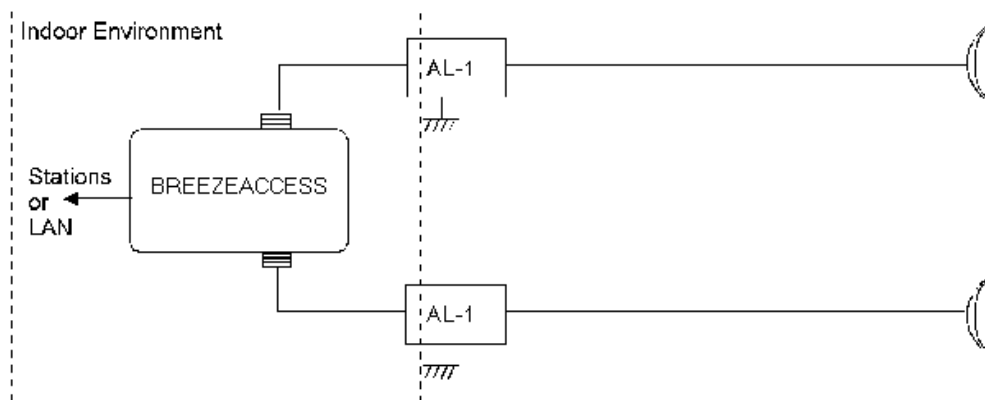 Indoor Environment
AL-1
BREEZEACCESS
Stations
or
LAN
AL-1